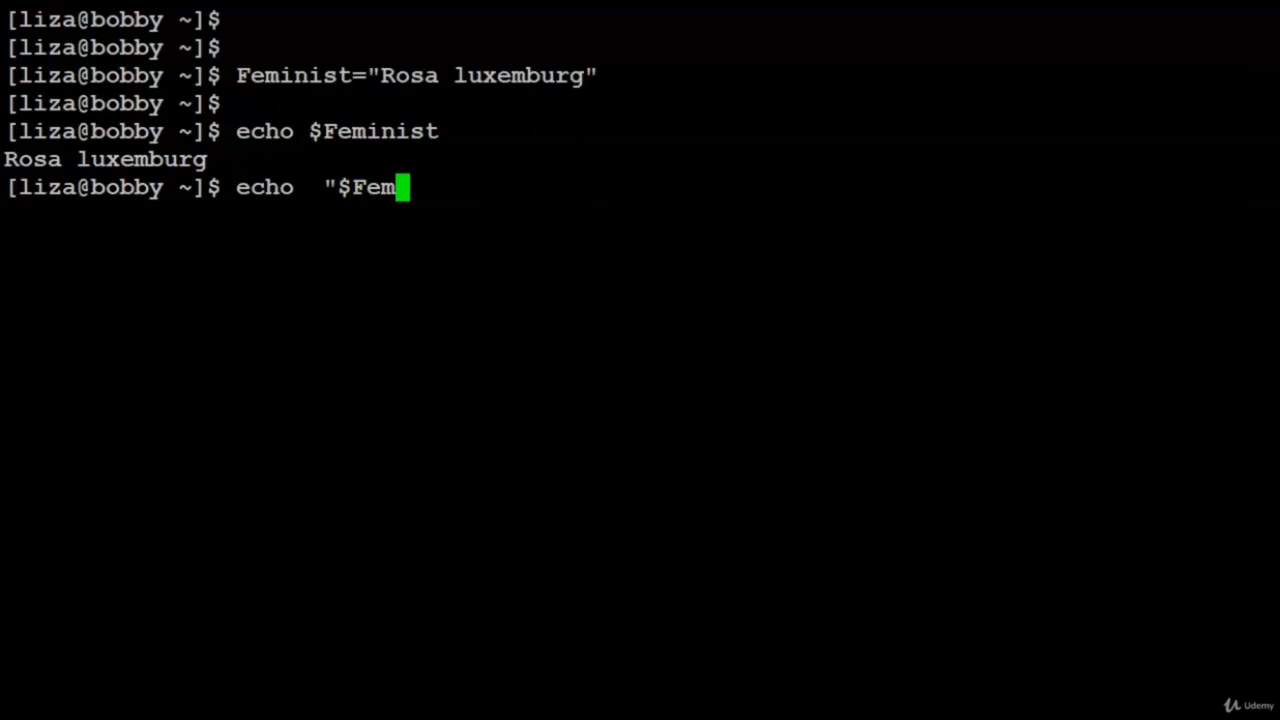 [liza@bobby ~]$
[liza@bobby ~]$
[liza@bobby ~]$ Feminist="Rosa luxemburg"
[liza@bobby ~]$
[liza@bobby ~]$ echo $Feminist
Rosa luxemburg
[liza@bobby ~]$ echo  "$Fem
Udemy